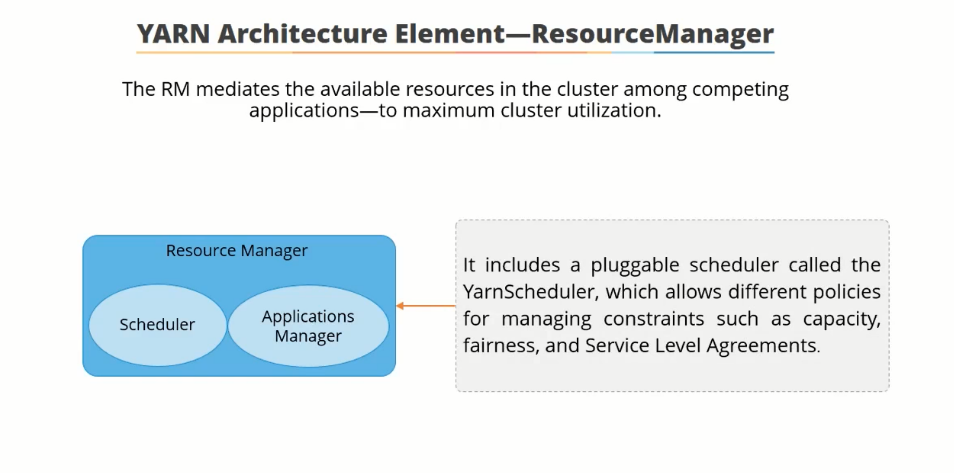 YARN Architecture Element—ResourceManager
The RM mediates the available resources in the cluster among competing
applications—to maximum cluster utilization.
Resource Manager
Scheduler
Applications
Manager
It includes a pluggable scheduler called the
YarnScheduler, which allows different policies
for managing constraints such as capacity,
fairness, and Service Level Agreements.